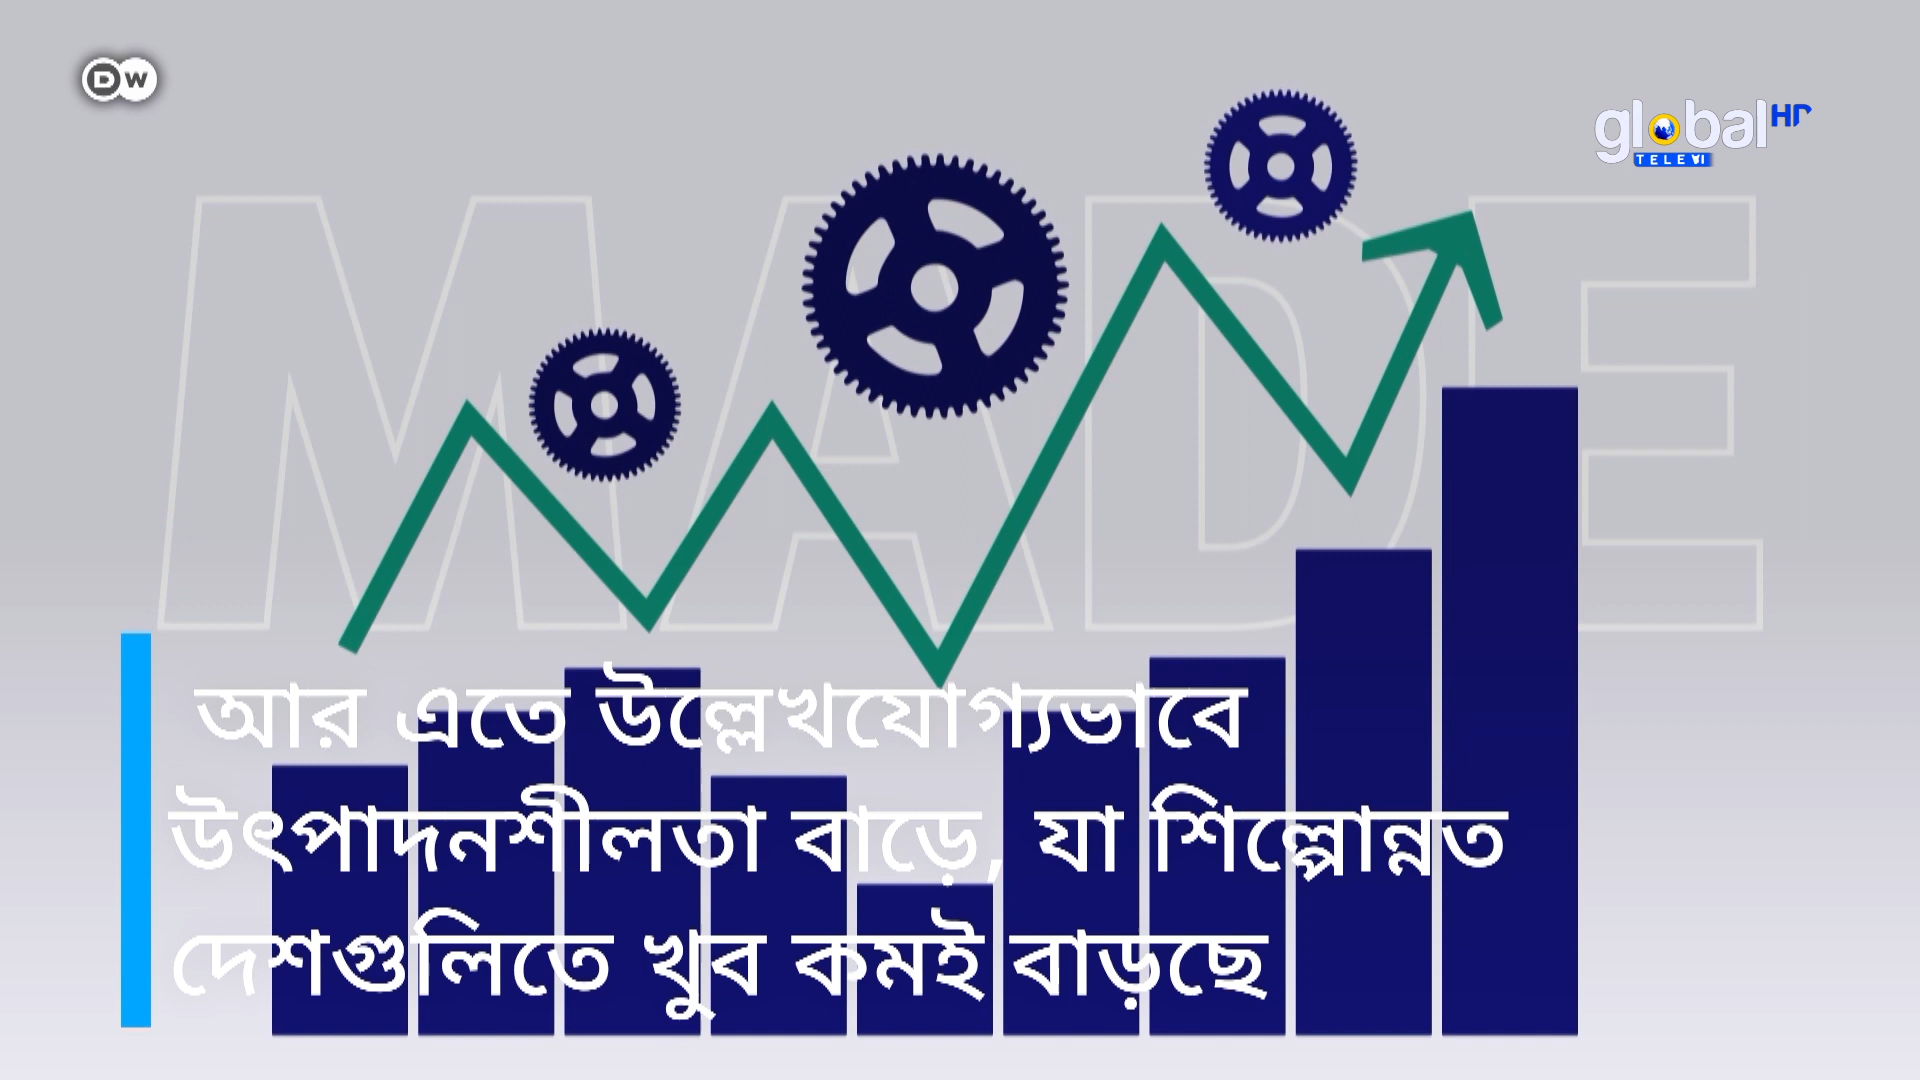 DW
global HD
TELEVI
MADE
আর এতে উল্লেখযোগ্যভাবে
উৎপাদনশীলতা বাড়ে, যা শিল্পোন্নত
দেশগুলিতে খুব কমই বাড়ছে